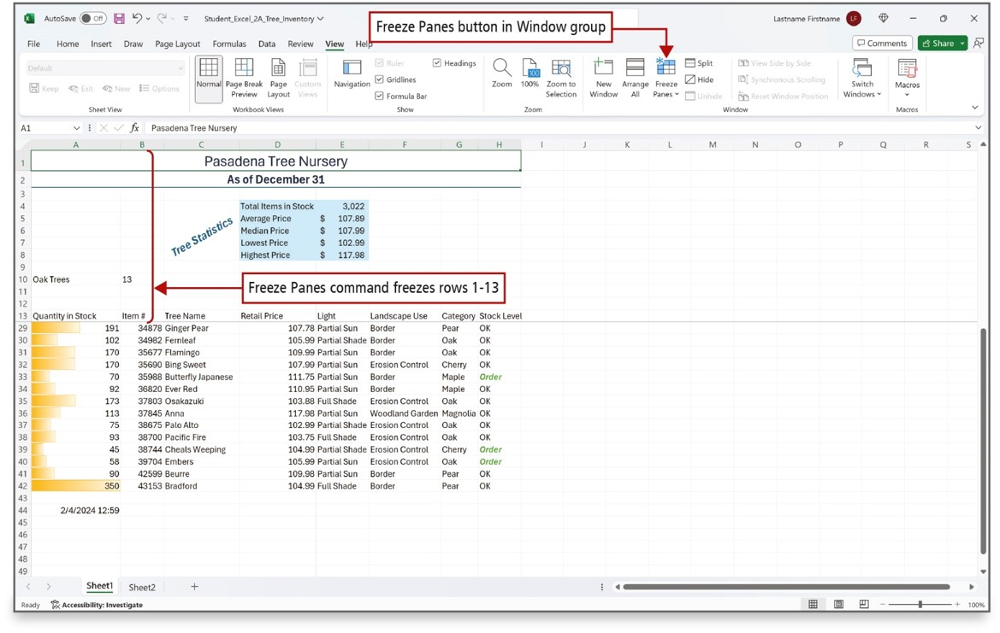 AutoSave Off Student_Excel_2A_Tree_Inventory Lastname Firstname LF
Freeze Panes button in Window group
File Home Insert Draw Page Layout Formulas Data Review View Help Comments Share
Default
Keep Exit New Options
Sheet View
Normal Page Break Preview Page Layout Custom Views
Workbook Views
Navigation
Ruler Headings
Gridlines
Formula Bar
Show
Zoom 100 100% Zoom to Selection
Zoom
New Window Arrange All Freeze Panes
Split
Hide
Unhide
View Side by Side
Synchronous Scrolling
Reset Window Position
Switch Windows
Window
Macros
Macros
A1 fx Pasadena Tree Nursery
A B C D E F G H I J K L M N O P Q R S
1 Pasadena Tree Nursery
2 As of December 31
3
Tree Statistics
4 Total Items in Stock 3,022
5 Average Price $ 107.89
6 Median Price $ 107.99
7 Lowest Price $ 102.99
8 Highest Price $ 117.98
9
10 Oak Trees 13
Freeze Panes command freezes rows 1-13
11
12
13 Quantity in Stock Item # Tree Name Retail Price Light Landscape Use Category Stock Level
29 191 34878 Ginger Pear 107.78 Partial Sun Border Pear OK
30 102 34982 Fernleaf 105.99 Partial Shade Border Oak OK
31 170 35677 Flamingo 109.99 Partial Sun Border Oak OK
32 170 35690 Bing Sweet 107.99 Partial Sun Erosion Control Cherry OK
33 70 35988 Butterfly Japanese 111.75 Partial Sun Border Maple Order
34 92 36820 Ever Red 110.95 Partial Sun Border Maple OK
35 173 37803 Osakazuki 103.88 Full Shade Erosion Control Oak OK
36 113 37845 Anna 117.98 Partial Sun Woodland Garden Magnolia OK
37 75 38675 Palo Alto 102.99 Partial Shade Erosion Control Oak OK
38 93 38700 Pacific Fire 103.75 Full Shade Erosion Control Oak OK
39 45 38744 Cheals Weeping 104.99 Partial Shade Erosion Control Cherry Order
40 58 39704 Embers 105.99 Partial Sun Erosion Control Oak Order
41 90 42599 Beurre 109.98 Partial Sun Border Pear OK
42 350 43153 Bradford 104.99 Full Shade Border Pear OK
43
44 2/4/2024 12:59
45
46
47
48
49
Sheet1 Sheet2 +
Ready Accessibility: Investigate 100%